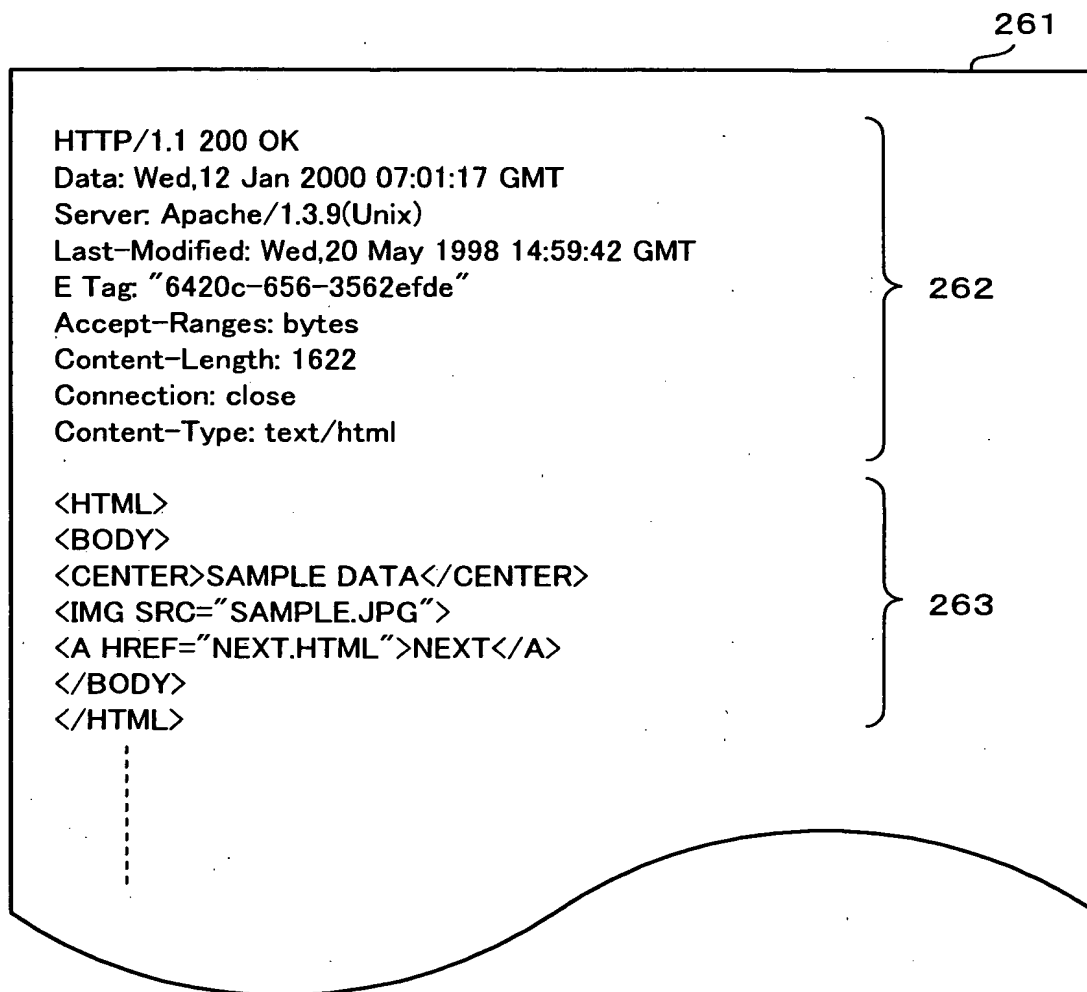 261
HTTP/1.1 200 OK
Data: Wed,12 Jan 2000 07:01:17 GMT
Server: Apache/1.3.9(Unix)
Last-Modified: Wed,20 May 1998 14:59:42 GMT
E Tag: "6420c-656-3562efde"
Accept-Ranges: bytes
Content-Length: 1622
Connection: close
Content-Type: text/html
262
<HTML>
<BODY>
<CENTER>SAMPLE DATA</CENTER>
<IMG SRC="SAMPLE.JPG">
<A HREF="NEXT.HTML">NEXT</A>
</BODY>
</HTML>
263